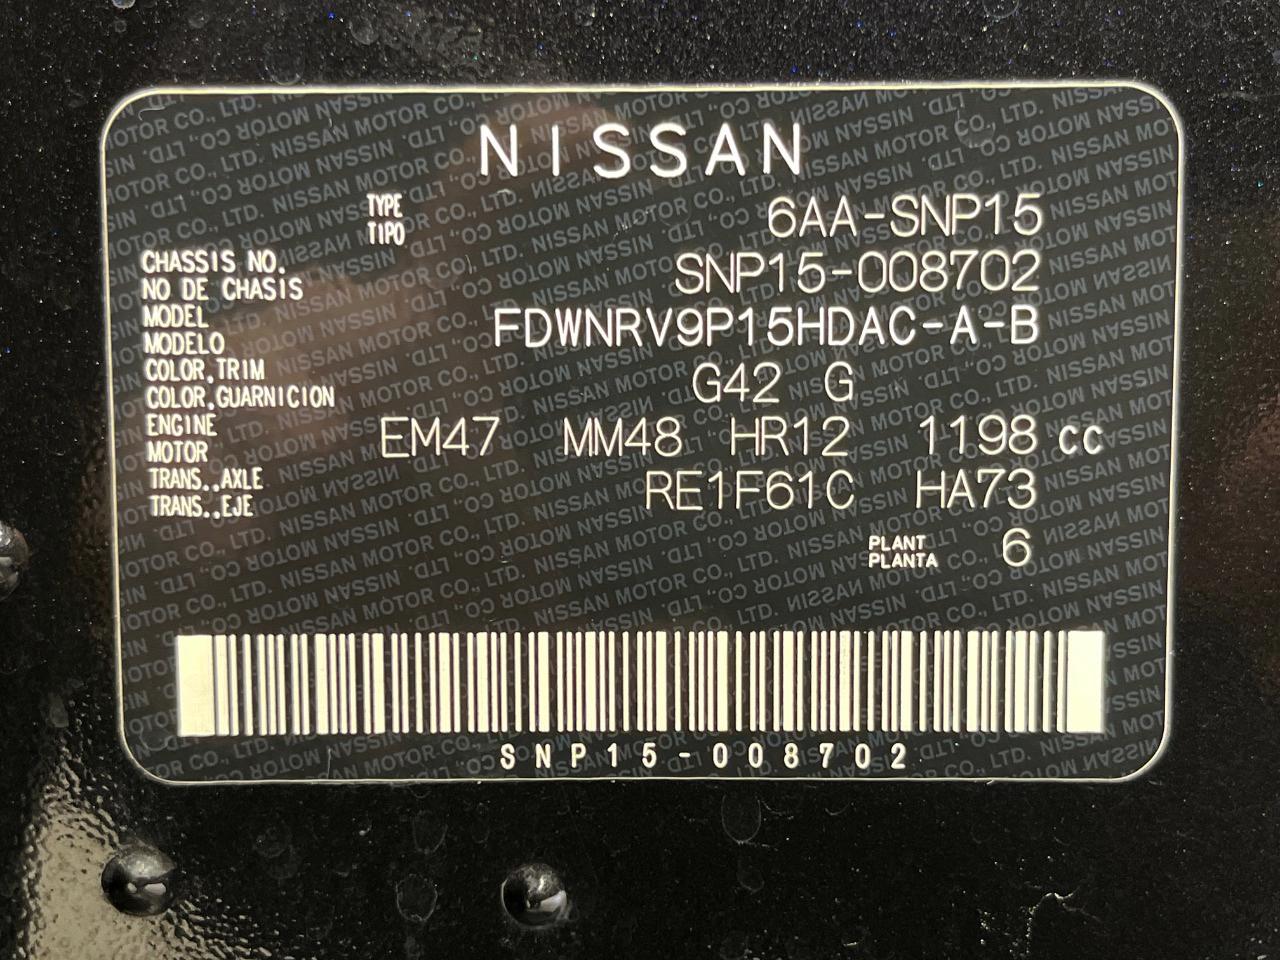 NISSAN
TYPE
TIPO 6AA-SNP15
CHASSIS NO.
NO DE CHASIS SNP15-008702
MODEL
MODELO FDWNRV9P15HDAC-A-B
COLOR,TRIM
COLOR,GUARNICION G42 G
ENGINE
MOTOR EM47 MM48 HR12 1198 cc
TRANS.,AXLE
TRANS.,EJE RE1F61C HA73
PLANT
PLANTA 6
SNP15-008702